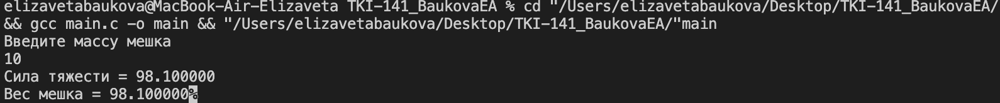 elizavetabaukova@MacBook-Air-Elizaveta TKI-141_BaukovaEA % cd "/Users/elizavetabaukova/Desktop/TKI-141_BaukovaEA/"
&& gcc main.c -o main && "/Users/elizavetabaukova/Desktop/TKI-141_BaukovaEA/"main
Введите массу мешка
10
Сила тяжести = 98.100000
Вес мешка = 98.100000%